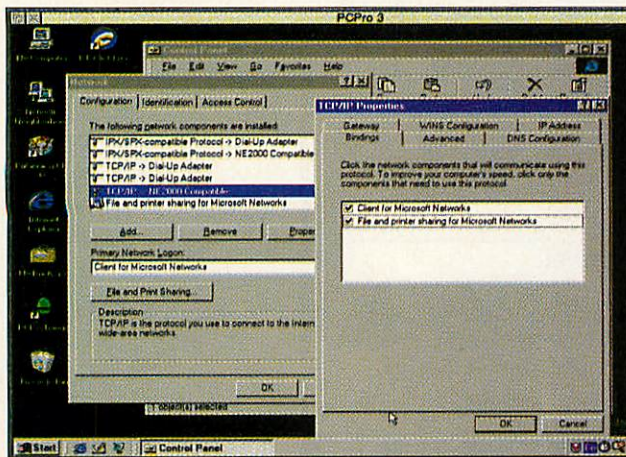 PCPro 3
Control Panel
File Edit View Go Favorites Help
Network
Configuration Identification Access Control
The following network components are installed:
IPX/SPX-compatible Protocol -> Dial-Up Adapter
IPX/SPX-compatible Protocol -> NE2000 Compatible
TCP/IP -> Dial-Up Adapter
TCP/IP -> Dial-Up Adapter
TCP/IP -> NE2000 Compatible
File and printer sharing for Microsoft Networks
Add... Remove
Primary Network Logon:
Client for Microsoft Networks
File and Print Sharing...
Description
TCP/IP is the protocol you use to connect to the
wide-area networks.
OK
1 object(s) selected
TCP/IP Properties
Gateway WINS Configuration IP Address
Bindings Advanced DNS Configuration
Click the network components that will communicate using this
protocol. To improve your computer's speed, click only the
components that need to use this protocol.
Client for Microsoft Networks
File and printer sharing for Microsoft Networks
OK Cancel
Start Control Panel